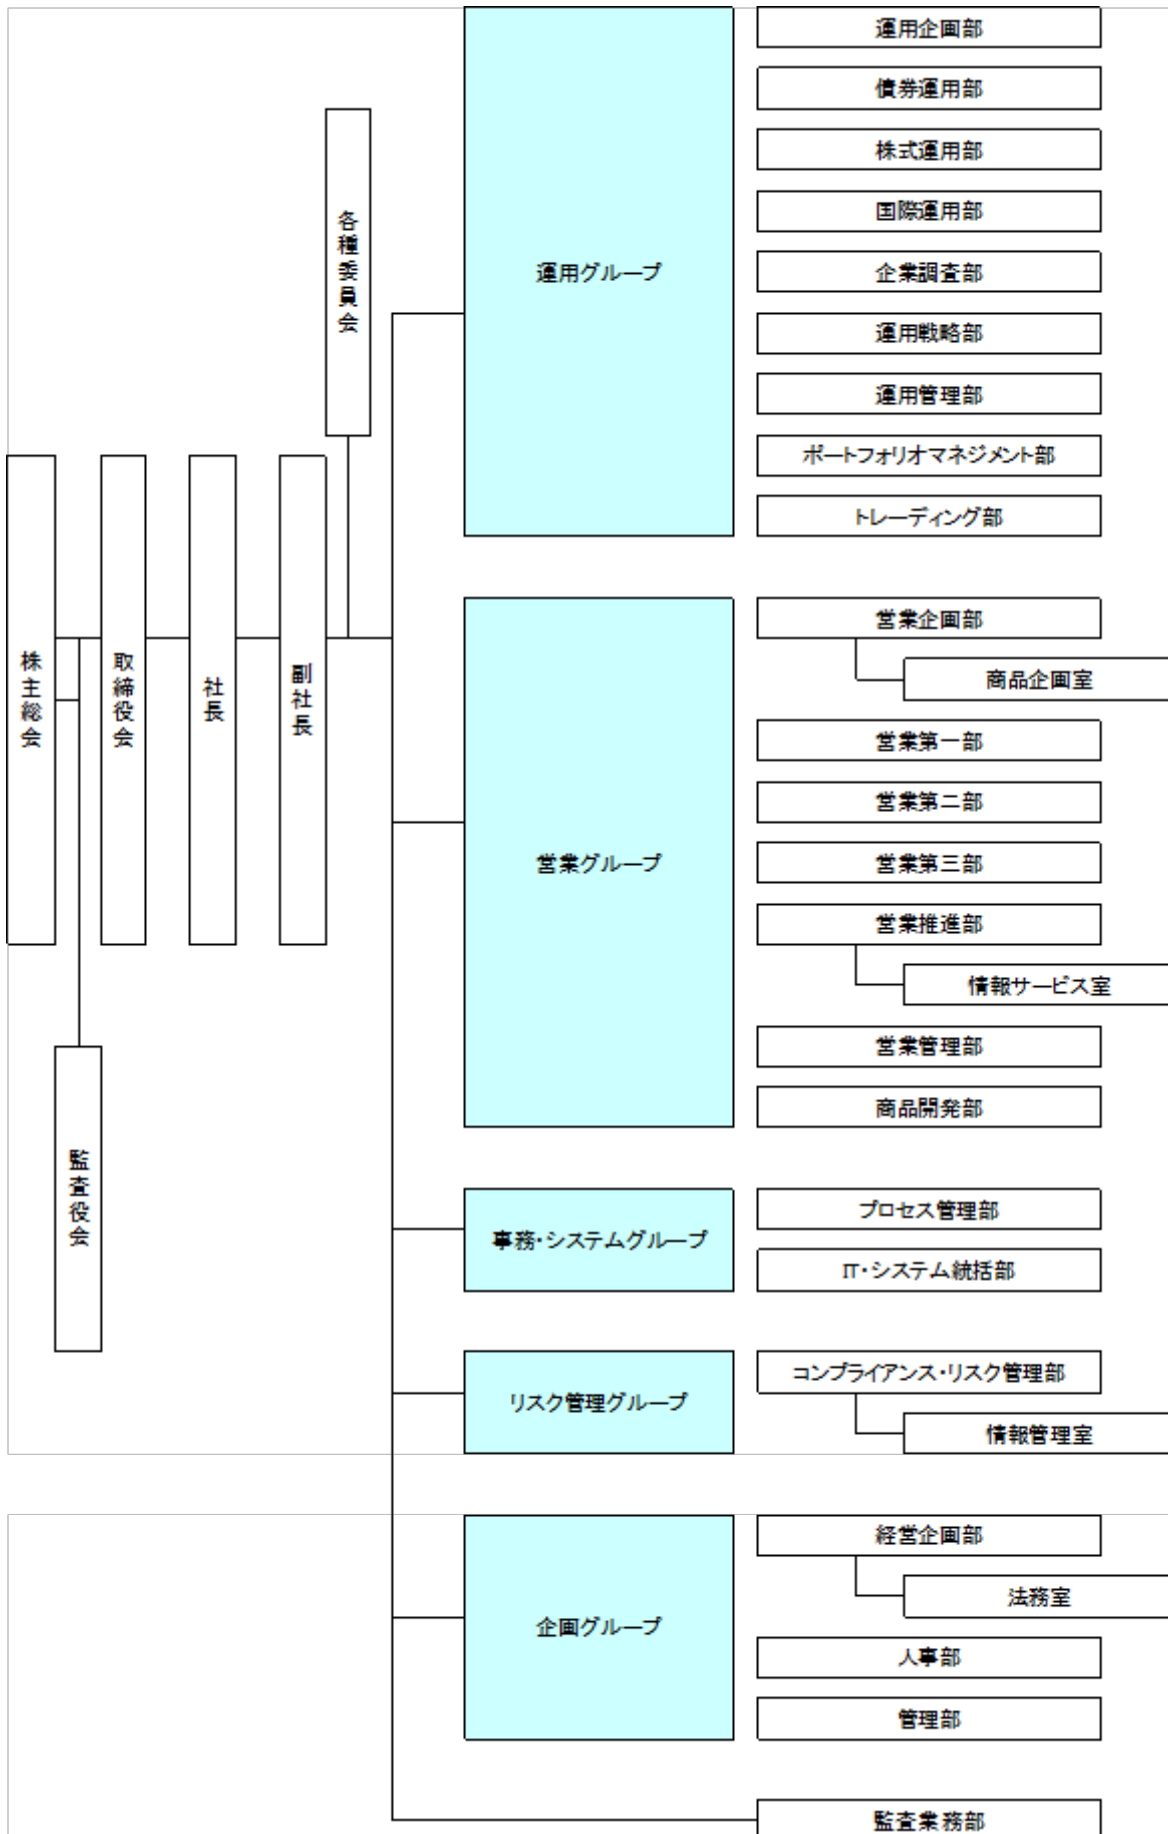 株主総会
監査役会
取締役会
社長
副社長
各種委員会
運用グループ
運用企画部
債券運用部
株式運用部
国際運用部
企業調査部
運用戦略部
運用管理部
ポートフォリオマネジメント部
トレーディング部
営業グループ
営業企画部
商品企画室
営業第一部
営業第二部
営業第三部
営業推進部
情報サービス室
営業管理部
商品開発部
事務・システムグループ
プロセス管理部
IT・システム統括部
リスク管理グループ
コンプライアンス・リスク管理部
情報管理室
企画グループ
経営企画部
法務室
人事部
管理部
監査業務部